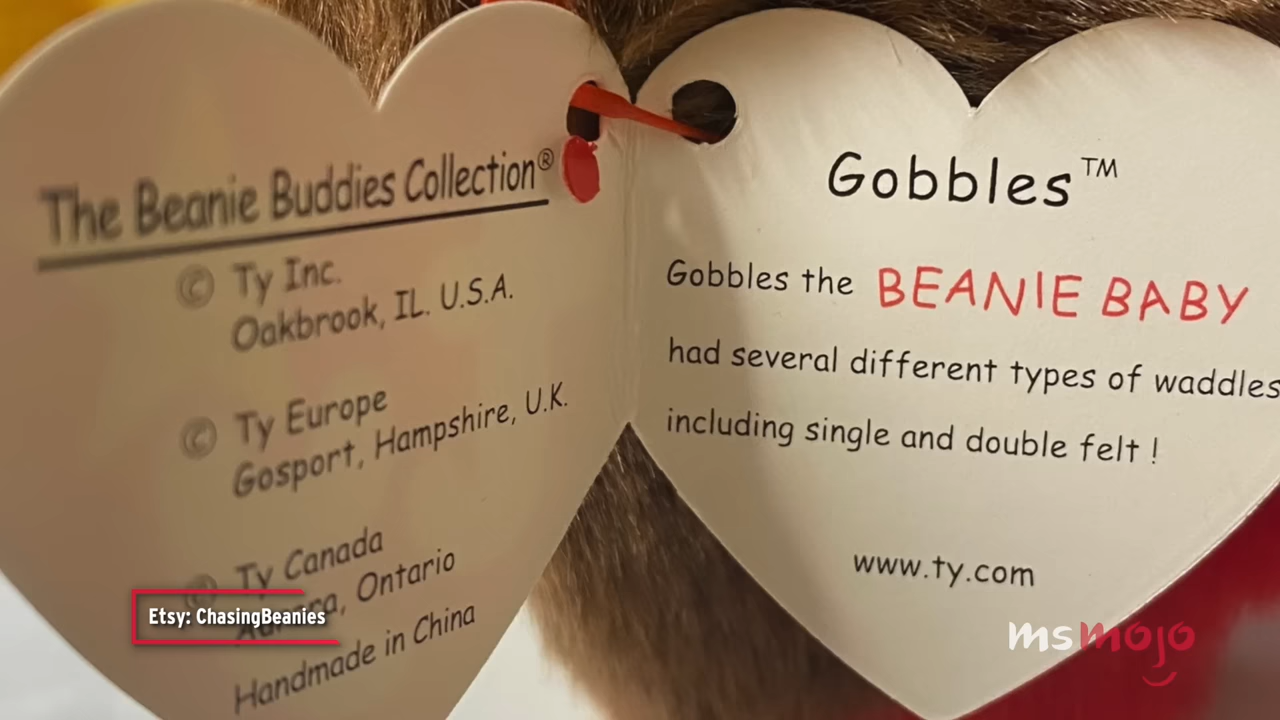 The Beanie Buddies Collection®
© Ty Inc.
Oakbrook, IL. U.S.A.
© Ty Europe
Gosport, Hampshire, U.K.
© Ty Canada
Aurora, Ontario
Handmade in China
Gobbles™
Gobbles the BEANIE BABY
had several different types of waddles
including single and double felt !
www.ty.com
Etsy: ChasingBeanies
msmojo